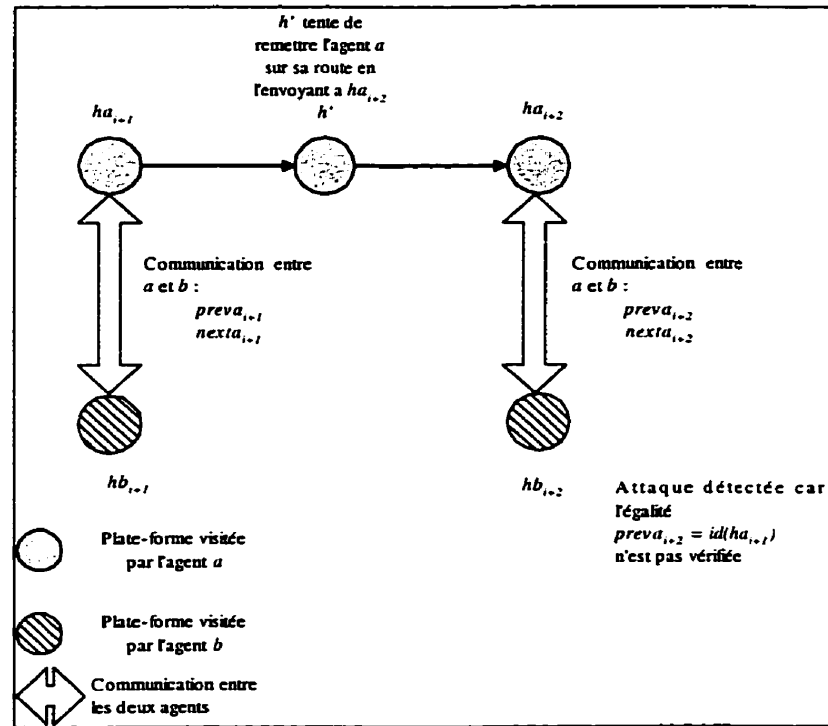 h' tente de
remettre l'agent a
sur sa route en
l'envoyant a ha_{i+2}
ha_{i+1}
h'
ha_{i+2}
Communication entre
a et b :
preva_{i+1}
nexta_{i+1}
Communication entre
a et b :
preva_{i+2}
nexta_{i+2}
hb_{i+1}
hb_{i+2}
Attaque détectée car
l'égalité
preva_{i+2} = id(ha_{i+1})
n'est pas vérifiée
Plate-forme visitée
par l'agent a
Plate-forme visitée
par l'agent b
Communication entre
les deux agents